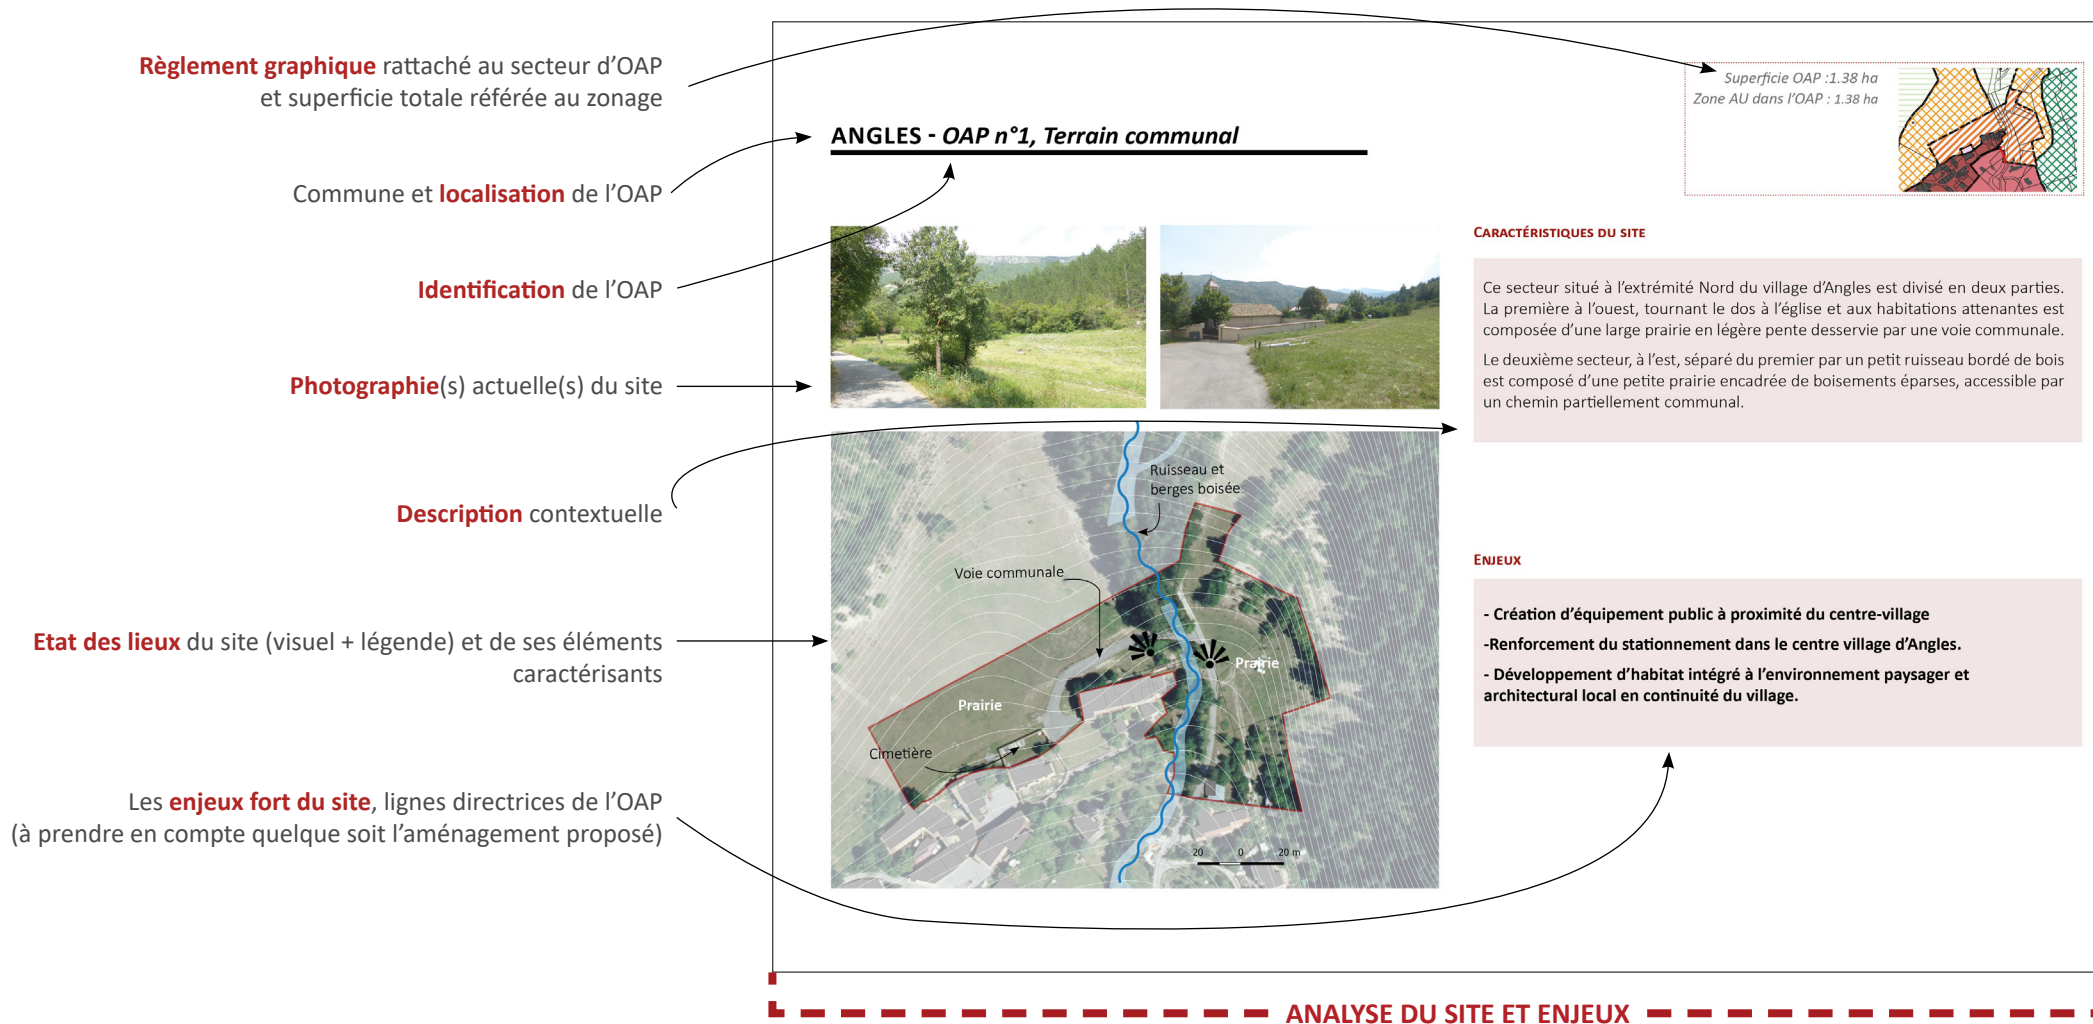 Règlement graphique rattaché au secteur d’OAP
et superficie totale référée au zonage
Commune et localisation de l’OAP
Identification de l’OAP
Photographie(s) actuelle(s) du site
Description contextuelle
Etat des lieux du site (visuel + légende) et de ses éléments
caractérisants
Les enjeux fort du site, lignes directrices de l’OAP
(à prendre en compte quelque soit l’aménagement proposé)
Superficie OAP :1.38 ha
Zone AU dans l’OAP : 1.38 ha
ANGLES - OAP n°1, Terrain communal
CARACTÉRISTIQUES DU SITE
Ce secteur situé à l’extrémité Nord du village d’Angles est divisé en deux parties.
La première à l’ouest, tournant le dos à l’église et aux habitations attenantes est
composée d’une large prairie en légère pente desservie par une voie communale.
Le deuxième secteur, à l’est, séparé du premier par un petit ruisseau bordé de bois
est composé d’une petite prairie encadrée de boisements éparses, accessible par
un chemin partiellement communal.
Ruisseau et
berges boisée
Voie communale
Prairie
Prairie
Cimetière
20 0 20 m
ENJEUX
- Création d’équipement public à proximité du centre-village
-Renforcement du stationnement dans le centre village d’Angles.
- Développement d’habitat intégré à l’environnement paysager et
architectural local en continuité du village.
ANALYSE DU SITE ET ENJEUX